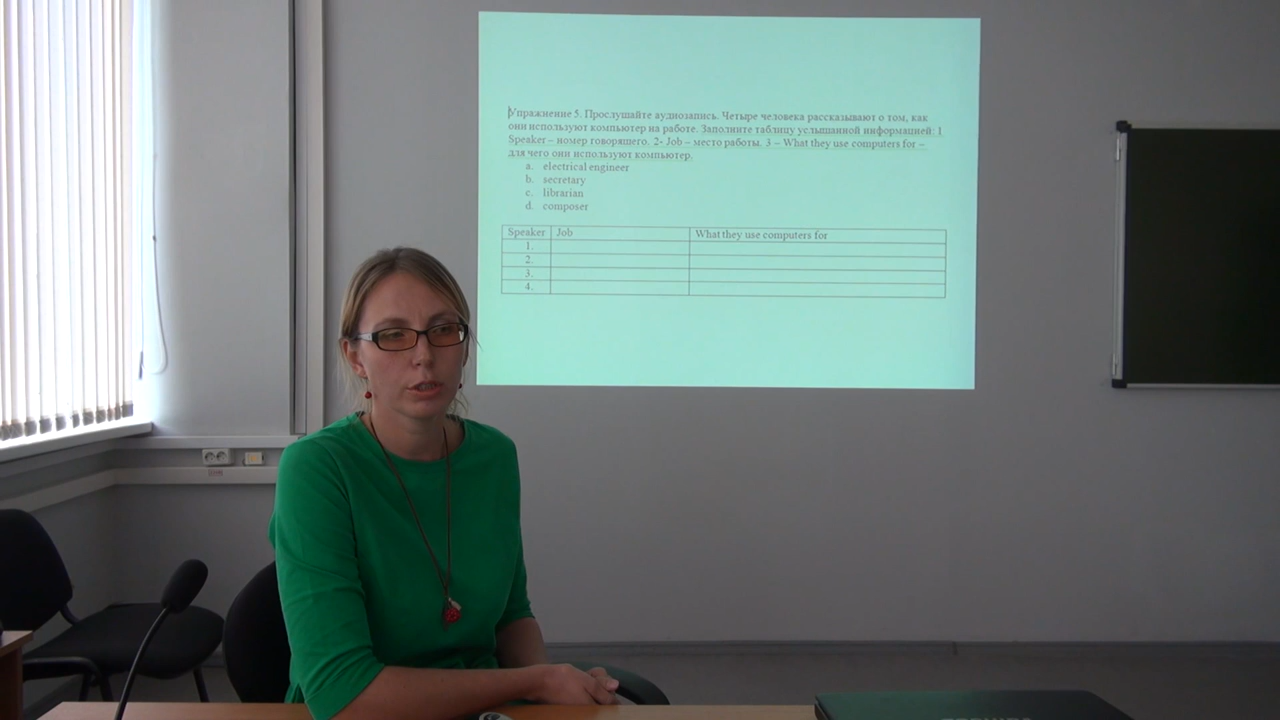 Упражнение 5. Прослушайте аудиозапись. Четыре человека рассказывают о том, как
они используют компьютер на работе. Заполните таблицу услышанной информацией: 1
Speaker – номер говорящего. 2- Job – место работы. 3 – What they use computers for –
для чего они используют компьютер.
a. electrical engineer
b. secretary
c. librarian
d. composer
Speaker Job What they use computers for
1.
2.
3.
4.